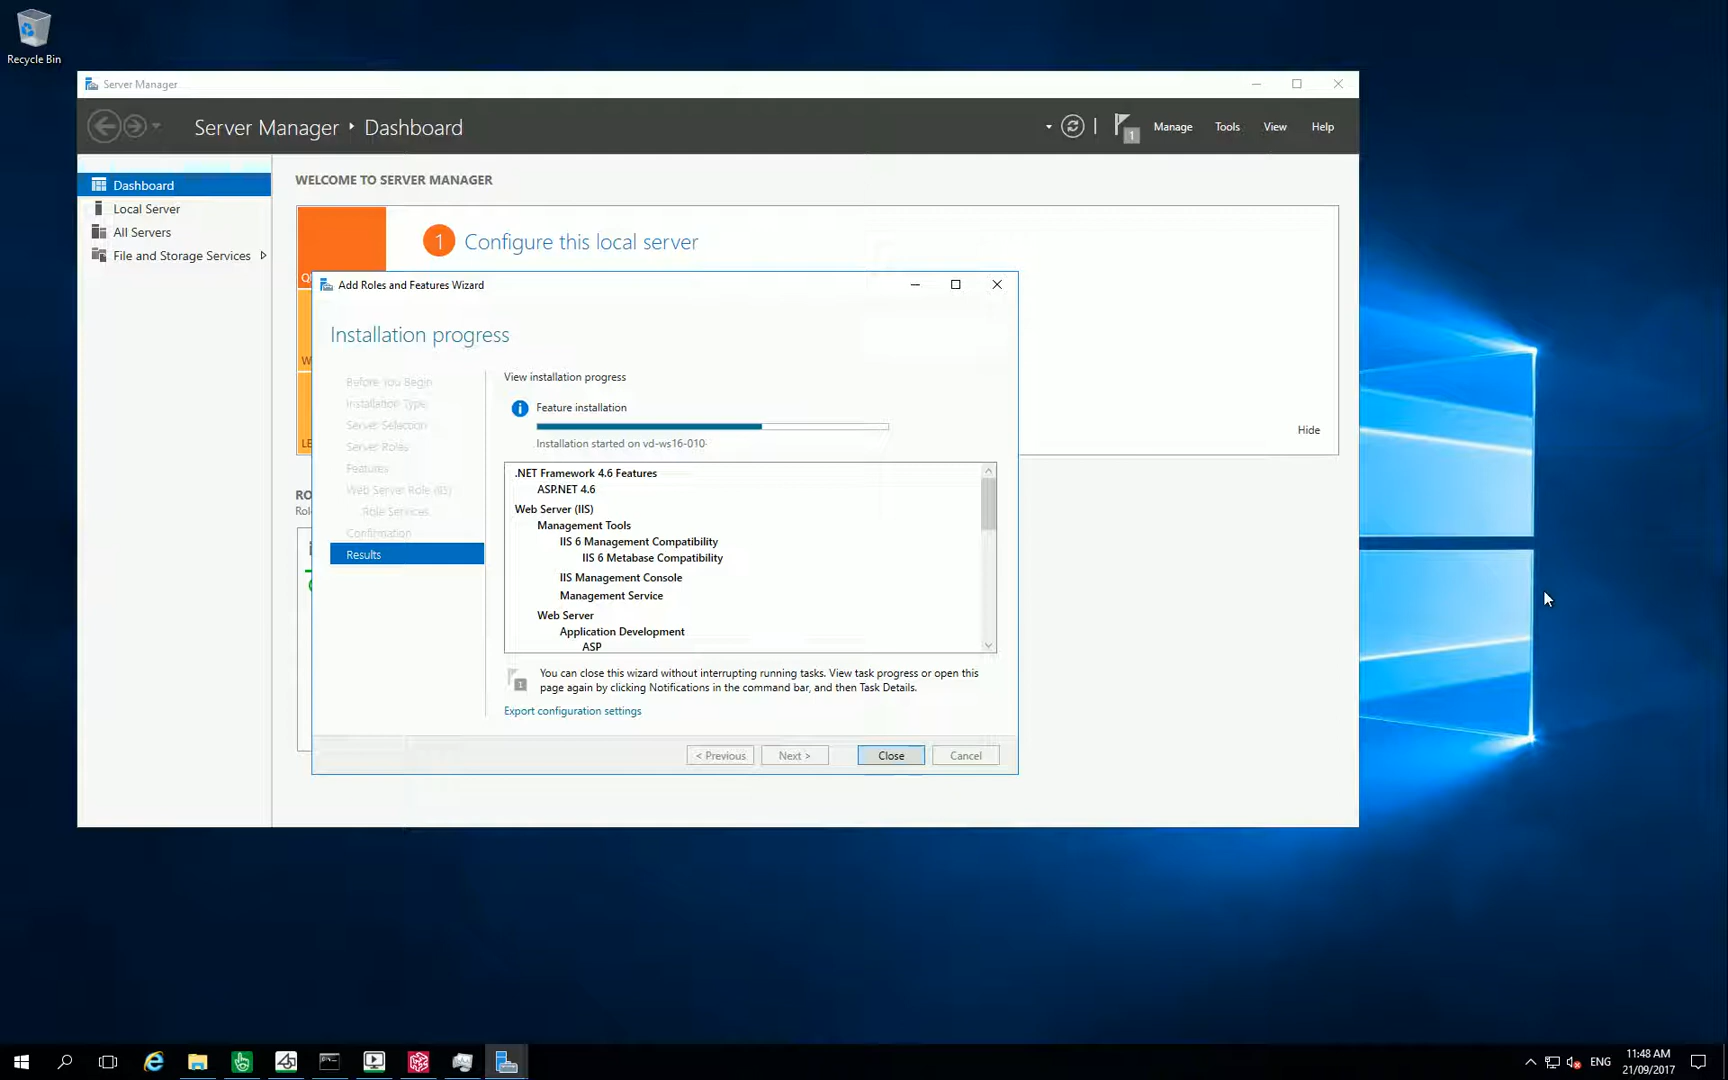 Recycle Bin
Server Manager
Server Manager ‣ Dashboard
1
Manage
Tools
View
Help
Dashboard
Local Server
All Servers
File and Storage Services
WELCOME TO SERVER MANAGER
1
Configure this local server
Hide
Add Roles and Features Wizard
Installation progress
Before You Begin
Installation Type
Server Selection
Server Roles
Features
Web Server Role (IIS)
Role Services
Confirmation
Results
View installation progress
Feature installation
Installation started on vd-ws16-010
.NET Framework 4.6 Features
ASP.NET 4.6
Web Server (IIS)
Management Tools
IIS 6 Management Compatibility
IIS 6 Metabase Compatibility
IIS Management Console
Management Service
Web Server
Application Development
ASP
1
You can close this wizard without interrupting running tasks. View task progress or open this
page again by clicking Notifications in the command bar, and then Task Details.
Export configuration settings
< Previous
Next >
Close
Cancel
ENG
11:48 AM
21/09/2017